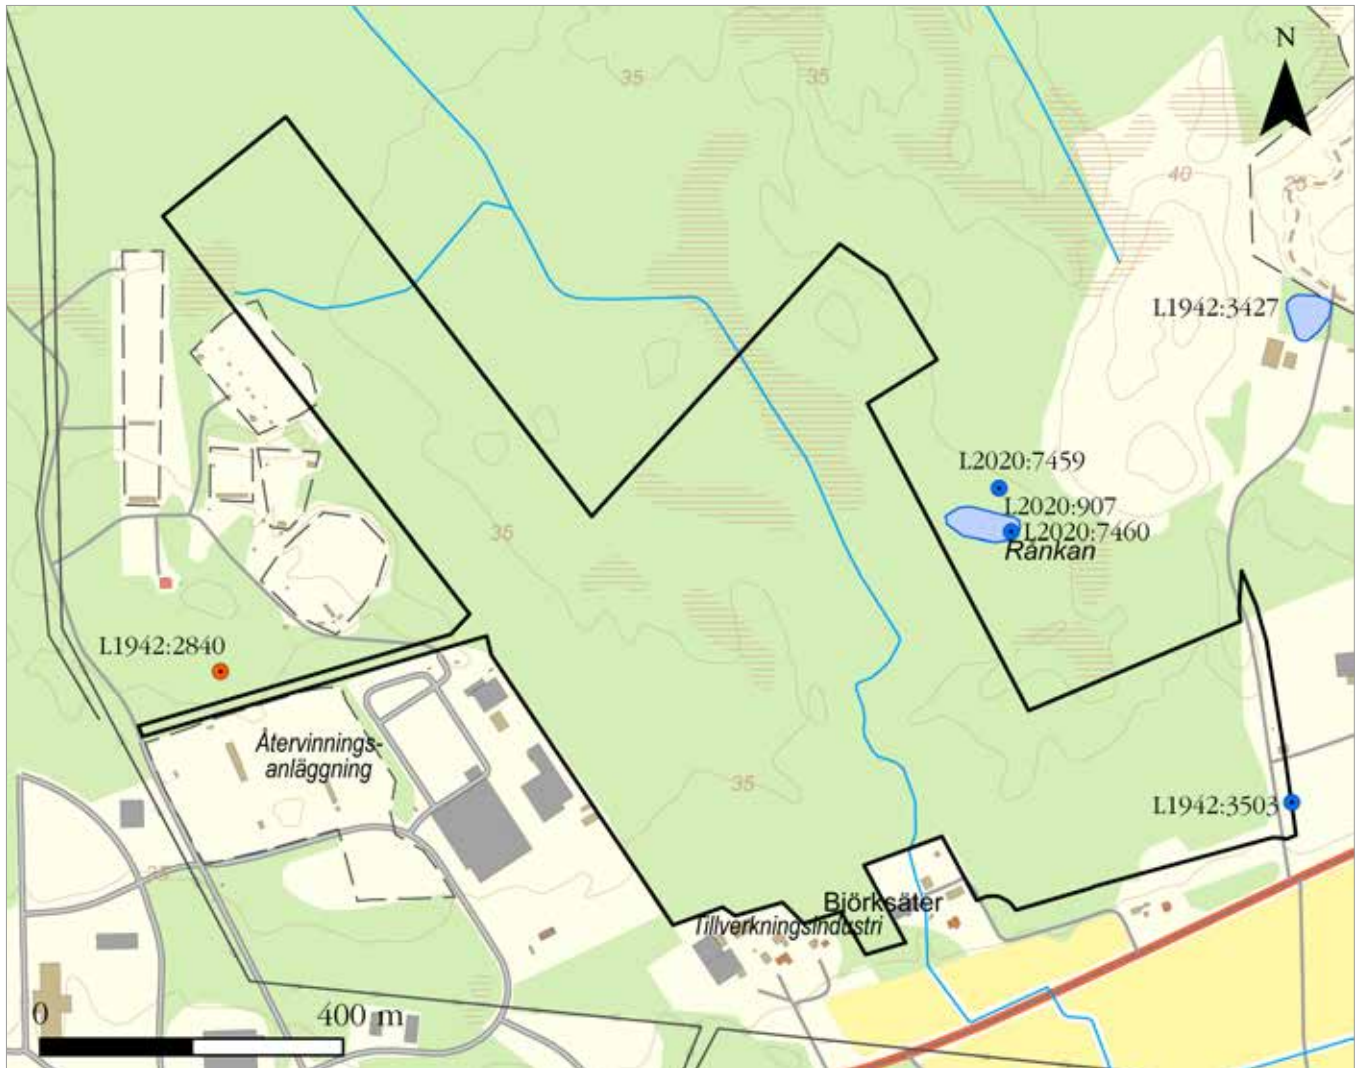 N
35
35
40
25
L1942:3427
L2020:7459
L2020:907
L2020:7460
Rånkan
35
L1942:2840
Återvinnings-
anläggning
35
L1942:3503
35
Björksäter
Tillverkningsindustri
0
400 m